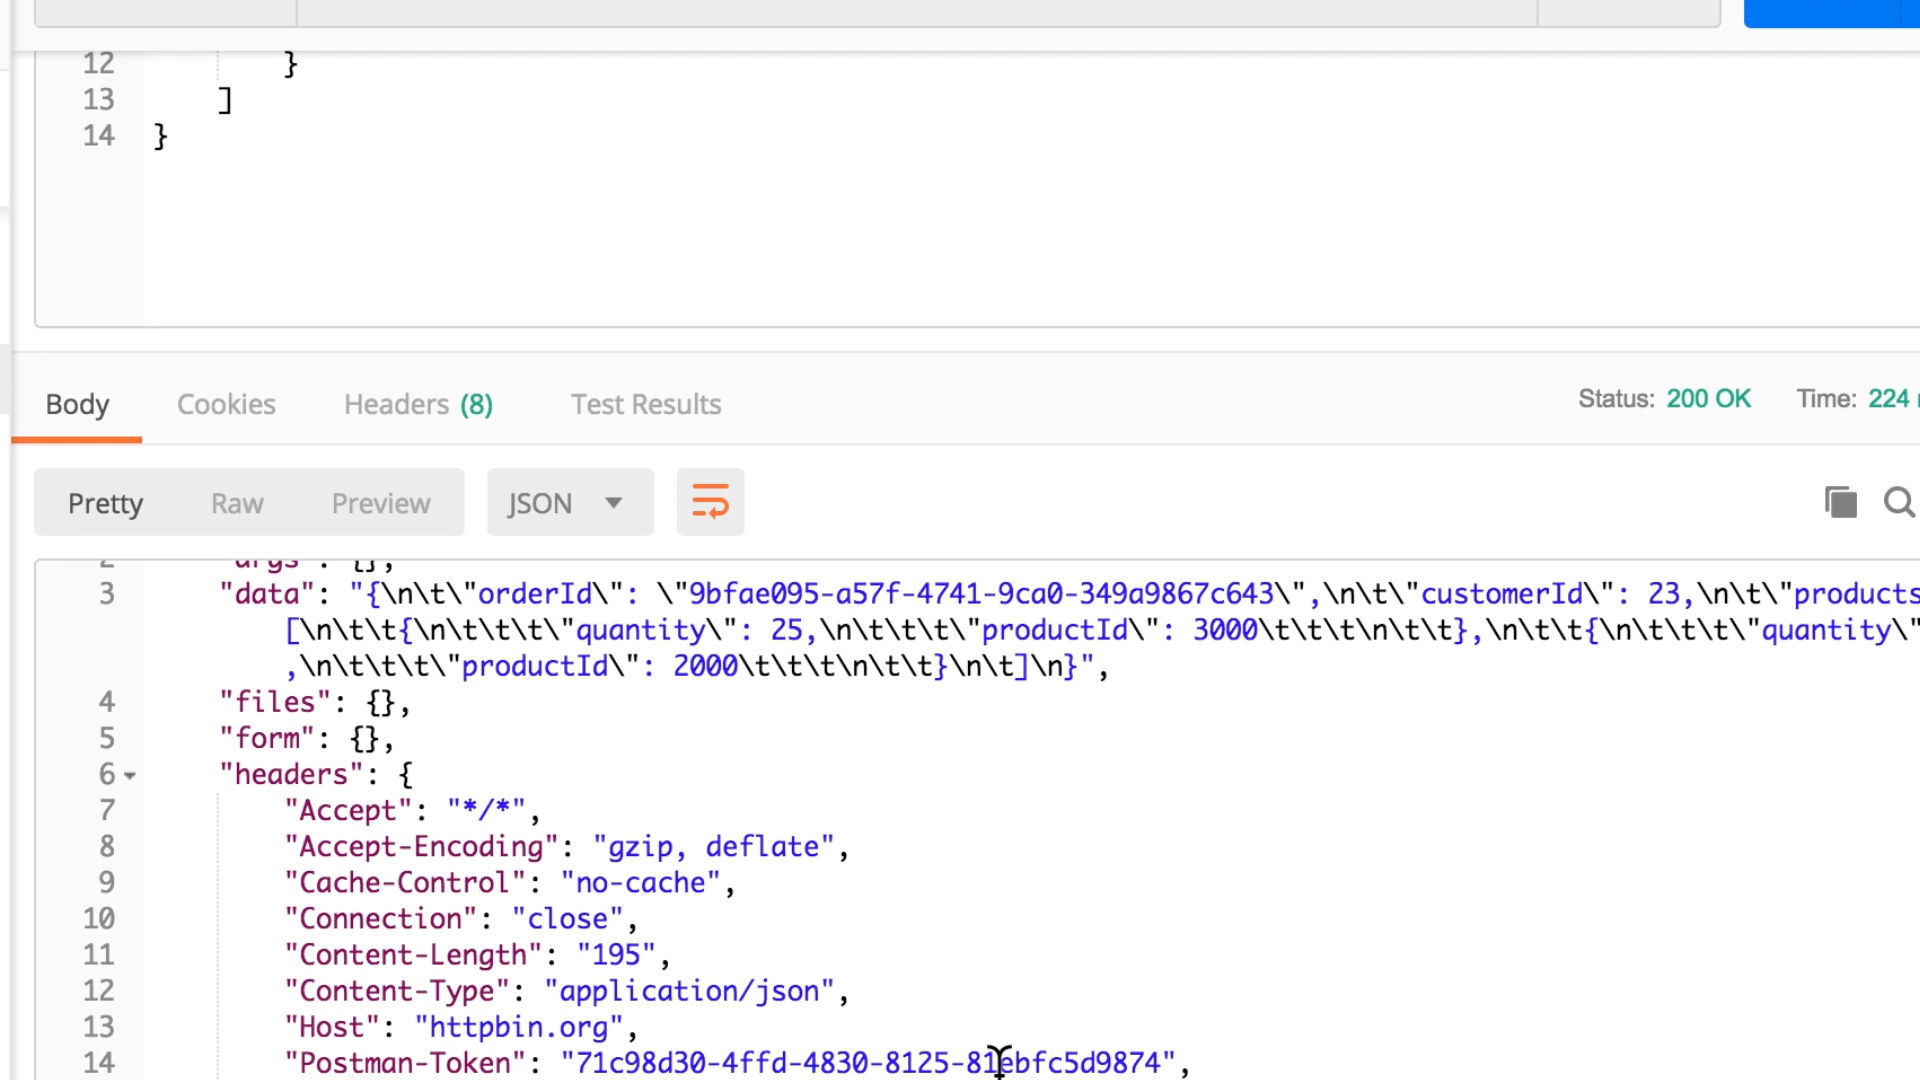 12 }
13 ]
14 }
Body Cookies Headers (8) Test Results Status: 200 OK Time: 224
Pretty Raw Preview JSON
2 "args": {},
3 "data": "{\n\t\"orderId\": \"9bfae095-a57f-4741-9ca0-349a9867c643\",\n\t\"customerId\": 23,\n\t\"products
[\n\t\t{\n\t\t\t\"quantity\": 25,\n\t\t\t\"productId\": 3000\t\t\t\n\t\t},\n\t\t{\n\t\t\t\"quantity\"
,\n\t\t\t\"productId\": 2000\t\t\t\n\t\t}\n\t]\n}",
4 "files": {},
5 "form": {},
6 "headers": {
7 "Accept": "*/*",
8 "Accept-Encoding": "gzip, deflate",
9 "Cache-Control": "no-cache",
10 "Connection": "close",
11 "Content-Length": "195",
12 "Content-Type": "application/json",
13 "Host": "httpbin.org",
14 "Postman-Token": "71c98d30-4ffd-4830-8125-81ebfc5d9874",